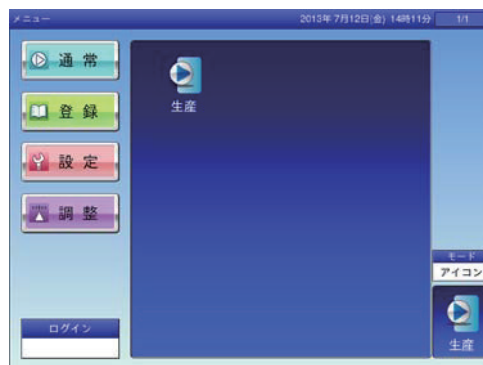 メニュー
2013年 7月12日(金) 14時11分
1/1
通常
登録
設定
調整
生産
モード
アイコン
生産
ログイン